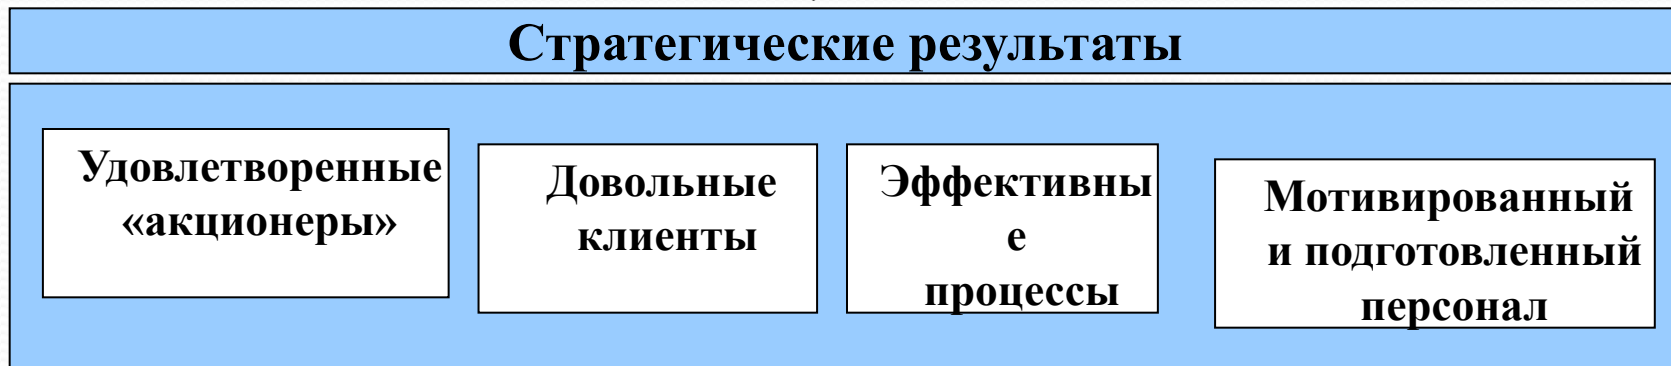 Стратегические результаты
Удовлетворенные
«акционеры»
Довольные
клиенты
Эффективны
е
процессы
Мотивированный
и подготовленный
персонал